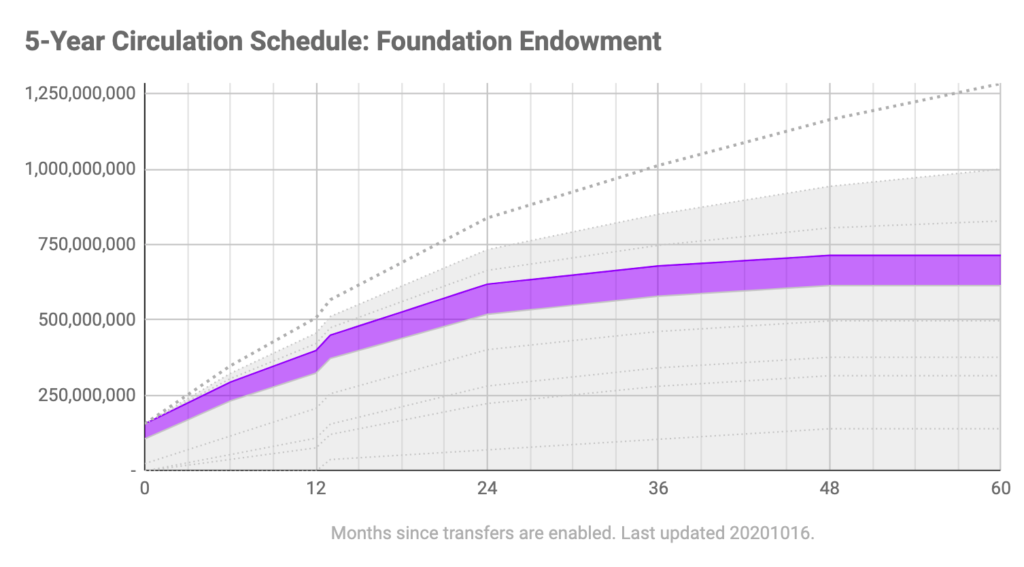 5-Year Circulation Schedule: Foundation Endowment
1,250,000,000
1,000,000,000
750,000,000
500,000,000
250,000,000
-
0 12 24 36 48 60
Months since transfers are enabled. Last updated 20201016.